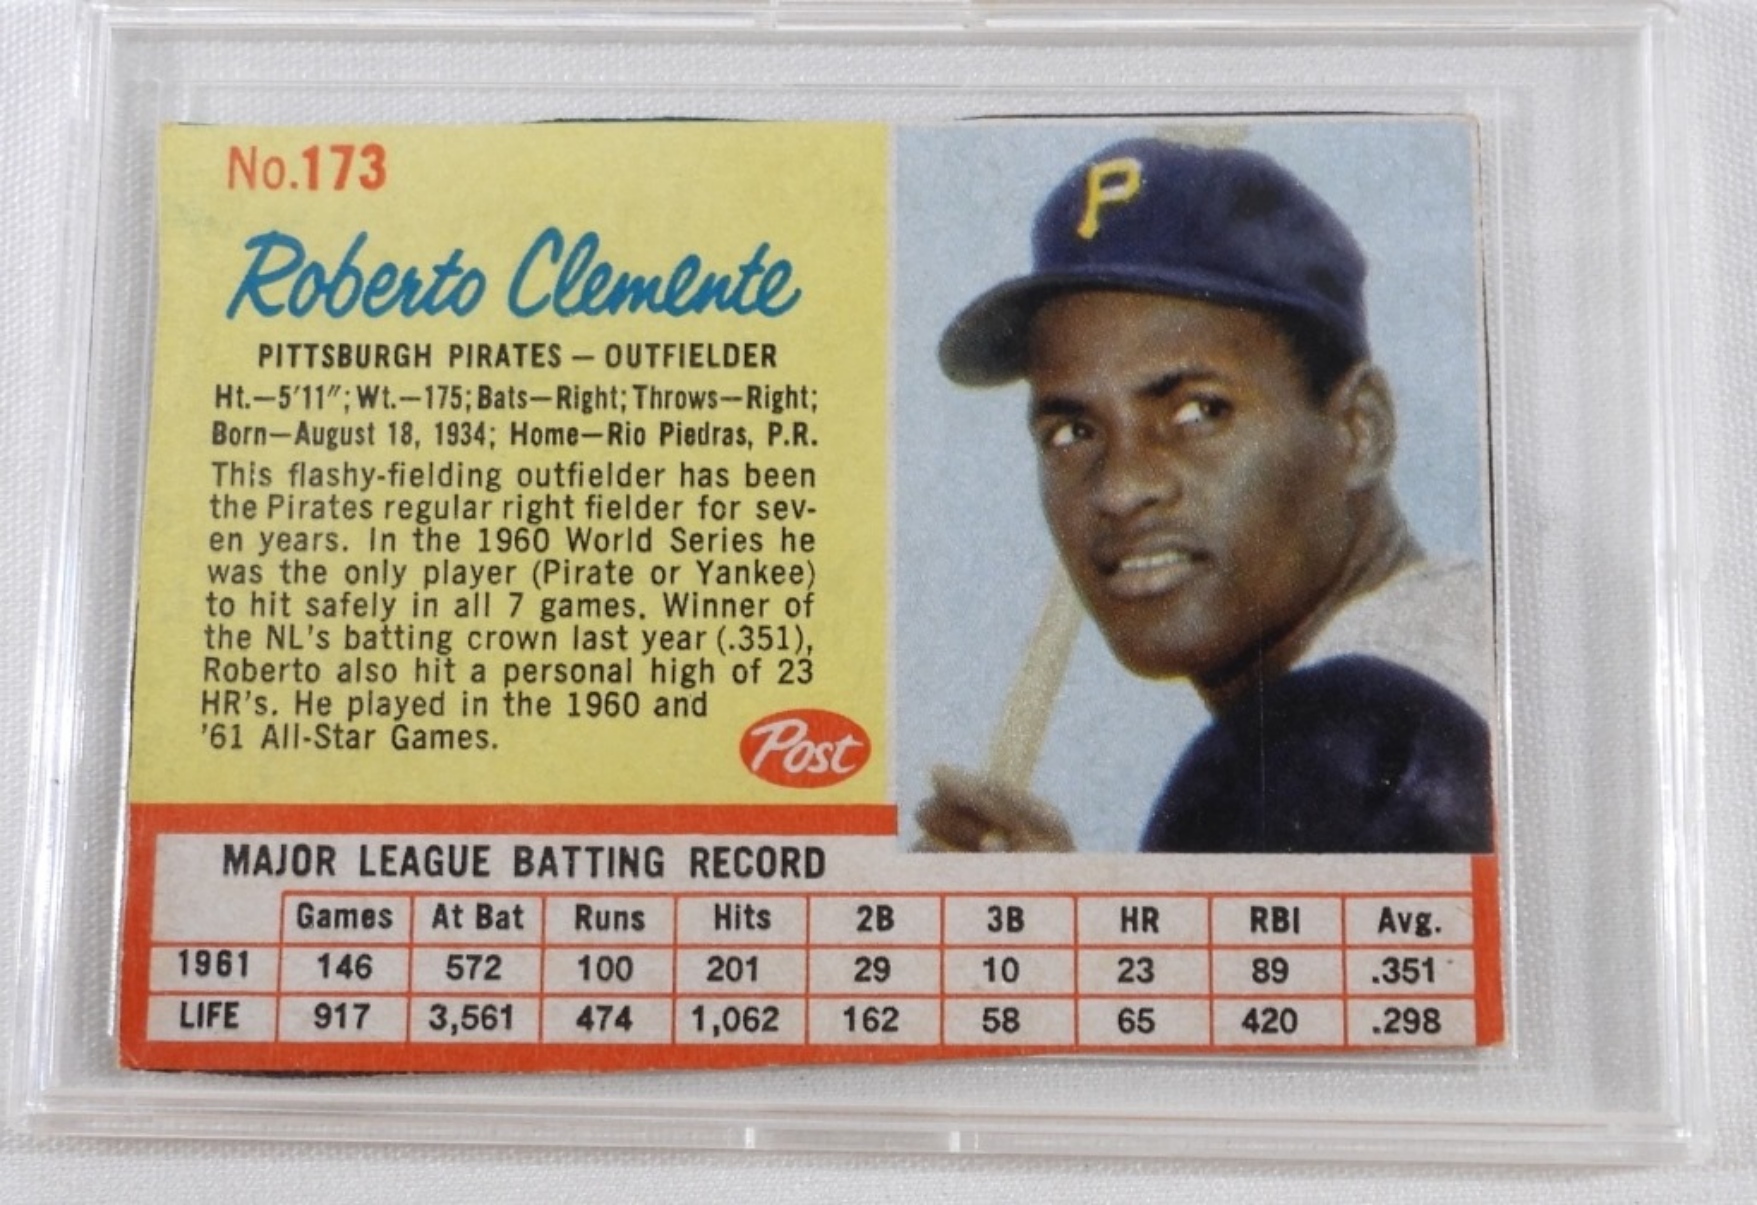 No.173
Roberto Clemente
PITTSBURGH PIRATES — OUTFIELDER
Ht.—5'11"; Wt.—175; Bats—Right; Throws—Right;
Born—August 18, 1934; Home—Rio Piedras, P.R.
This flashy-fielding outfielder has been
the Pirates regular right fielder for sev-
en years. In the 1960 World Series he
was the only player (Pirate or Yankee)
to hit safely in all 7 games. Winner of
the NL's batting crown last year (.351),
Roberto also hit a personal high of 23
HR's. He played in the 1960 and
'61 All-Star Games.
Post
P
MAJOR LEAGUE BATTING RECORD
Games At Bat Runs Hits 2B 3B HR RBI Avg.
1961 146 572 100 201 29 10 23 89 .351
LIFE 917 3,561 474 1,062 162 58 65 420 .298